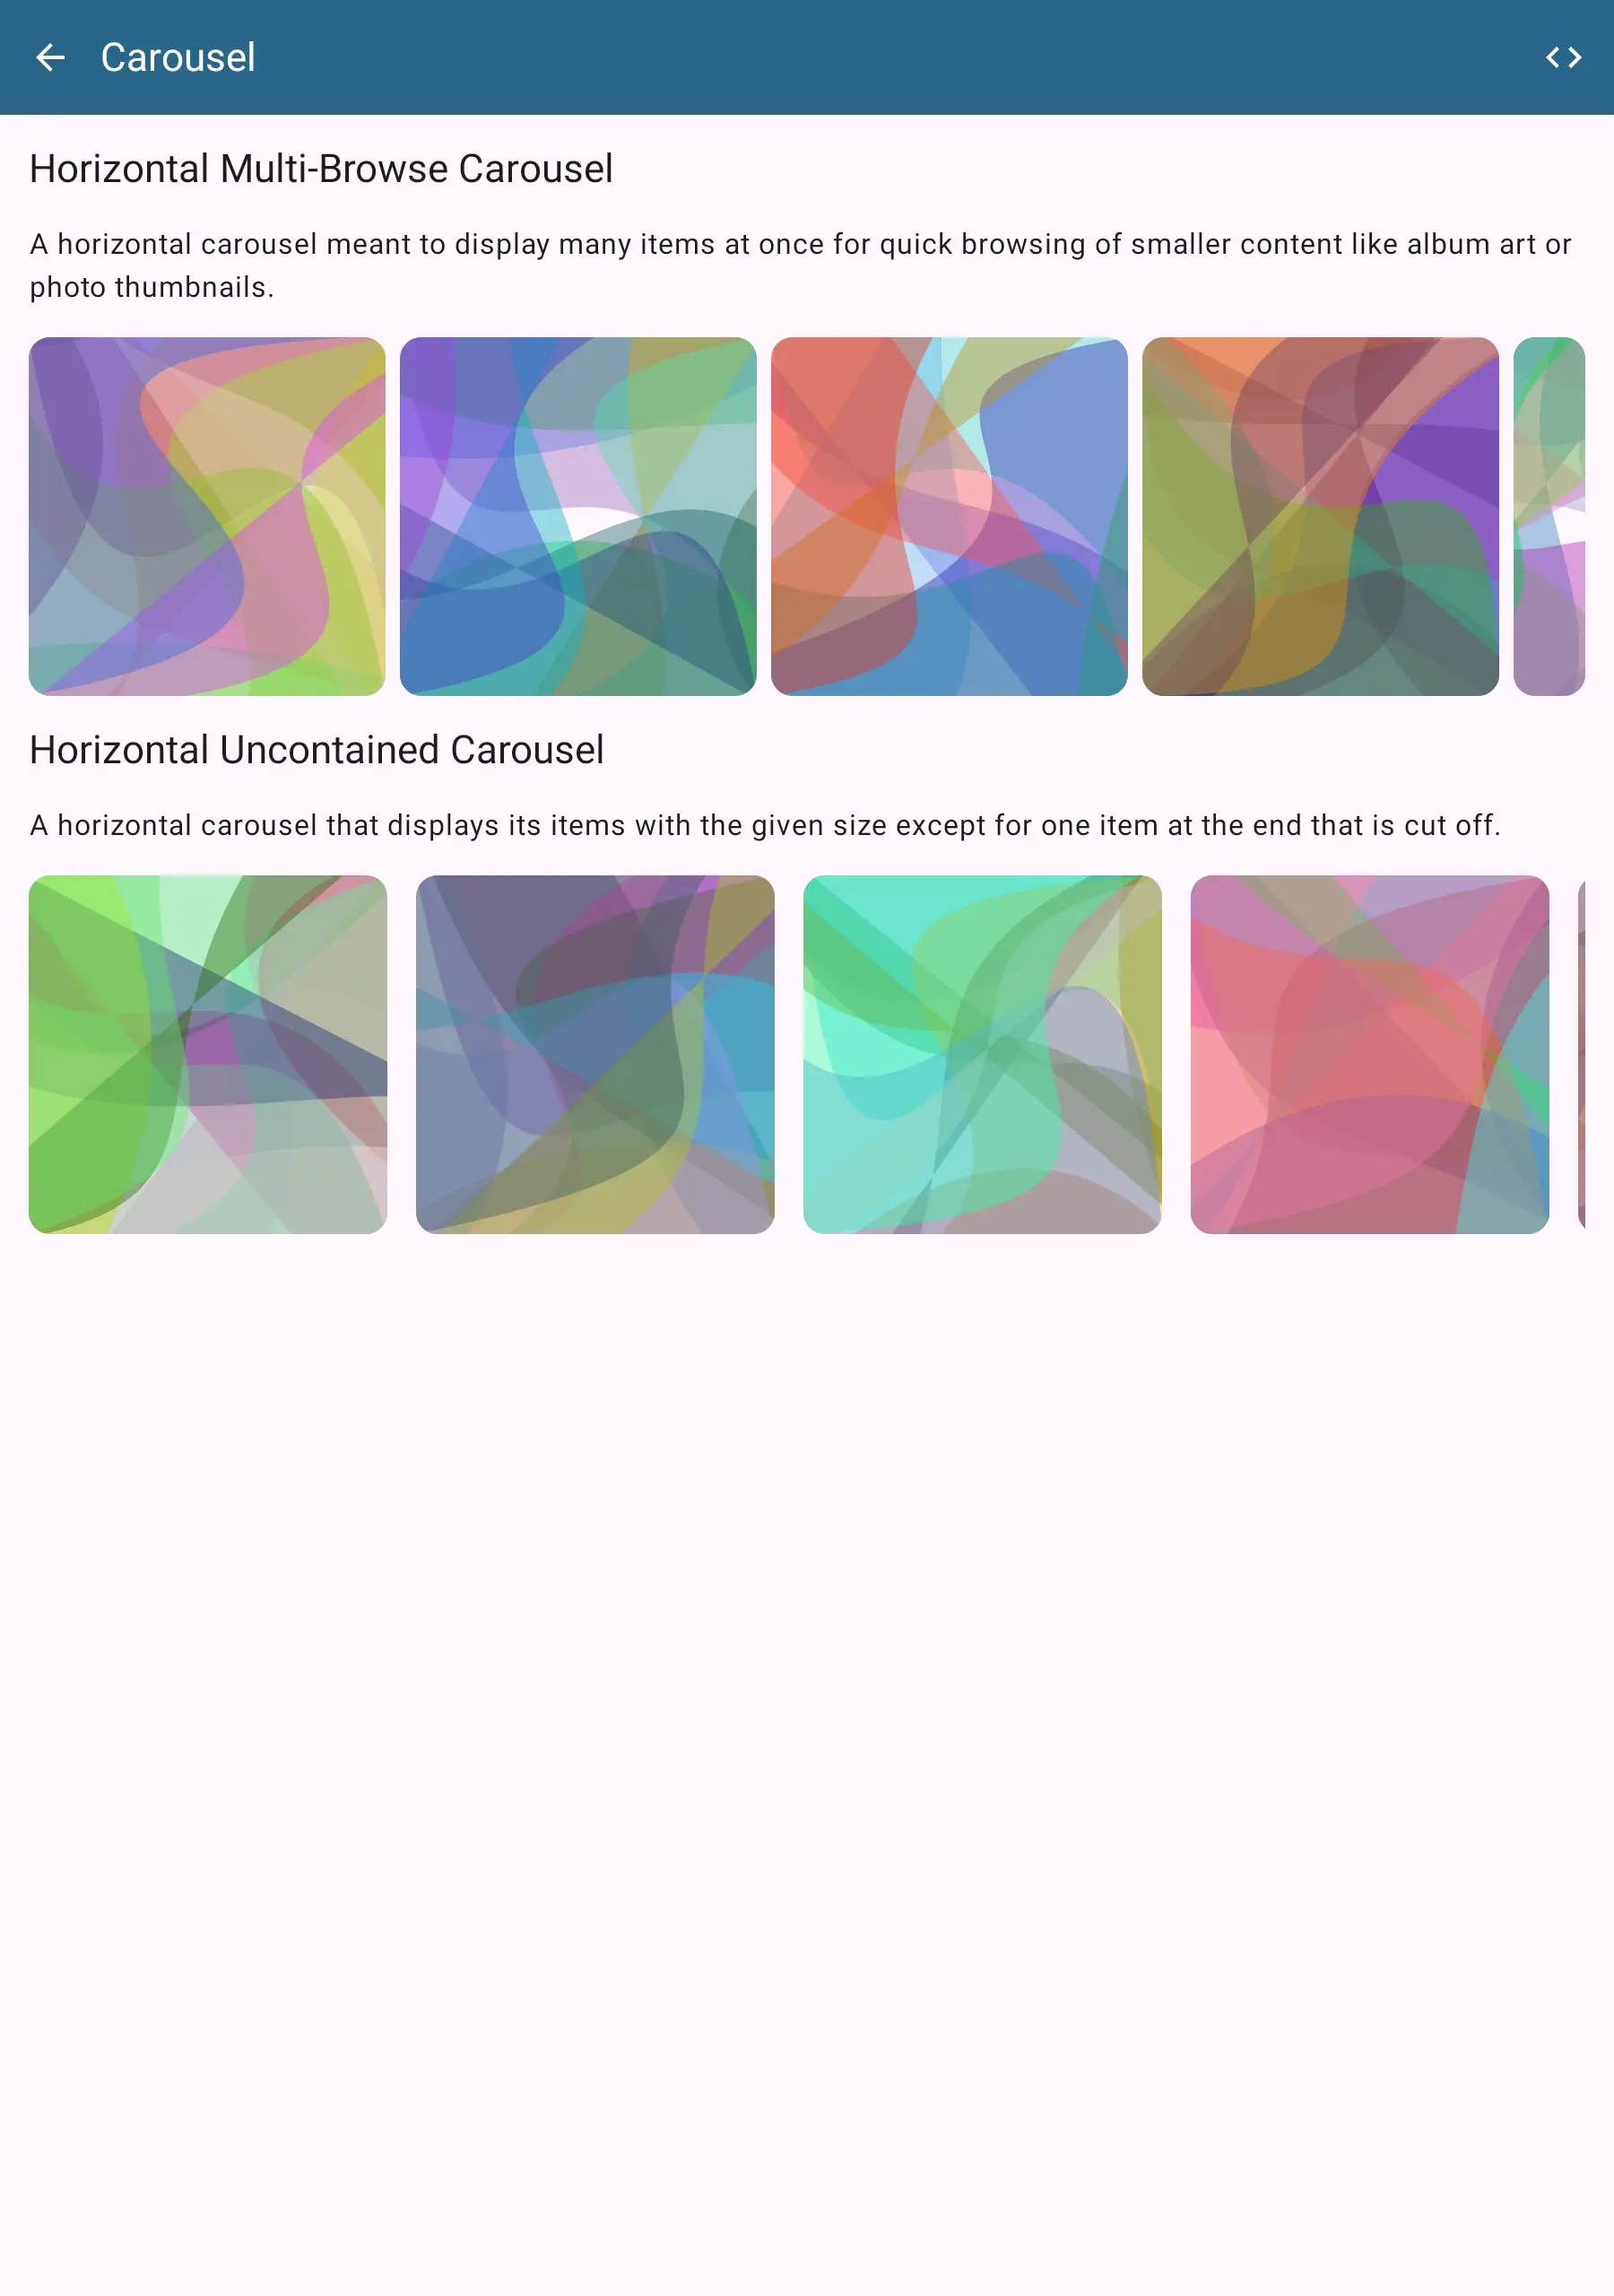 Carousel
Horizontal Multi-Browse Carousel
A horizontal carousel meant to display many items at once for quick browsing of smaller content like album art or
photo thumbnails.
Horizontal Uncontained Carousel
A horizontal carousel that displays its items with the given size except for one item at the end that is cut off.